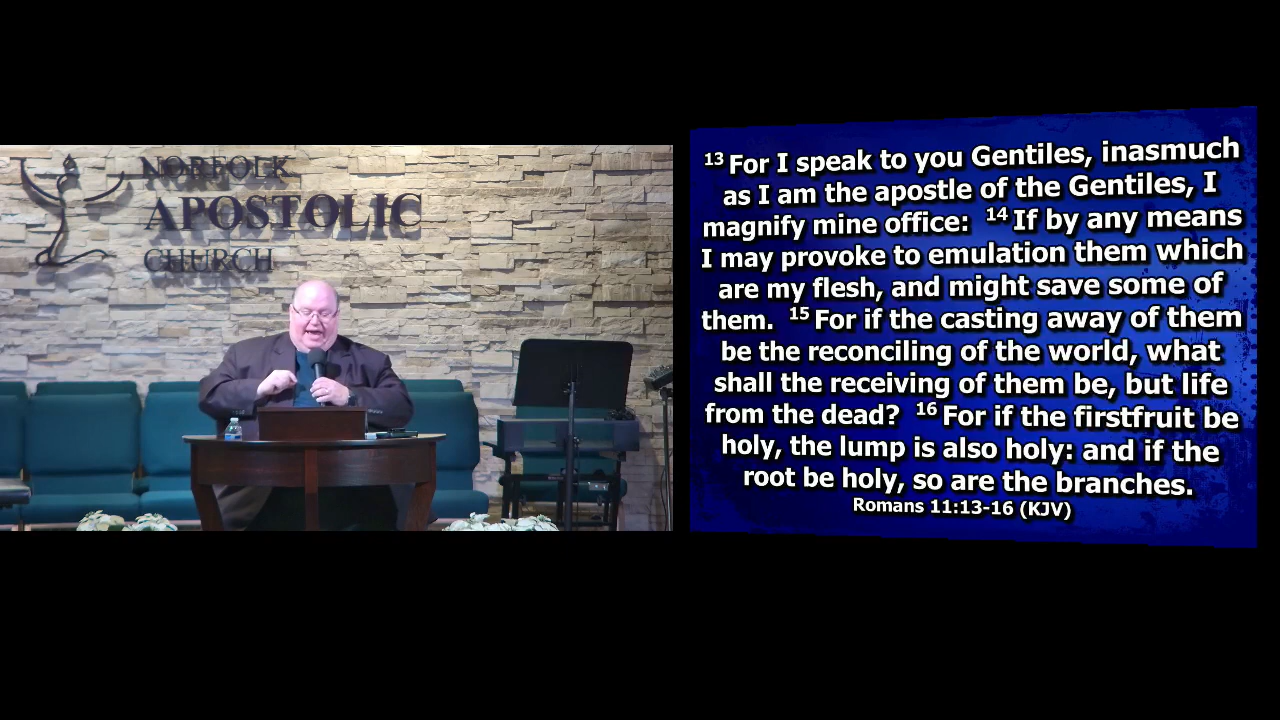 NORFOLK
APOSTOLIC
CHURCH
13 For I speak to you Gentiles, inasmuch
as I am the apostle of the Gentiles, I
magnify mine office: 14 If by any means
I may provoke to emulation them which
are my flesh, and might save some of
them. 15 For if the casting away of them
be the reconciling of the world, what
shall the receiving of them be, but life
from the dead? 16 For if the firstfruit be
holy, the lump is also holy: and if the
root be holy, so are the branches.
Romans 11:13-16 (KJV)